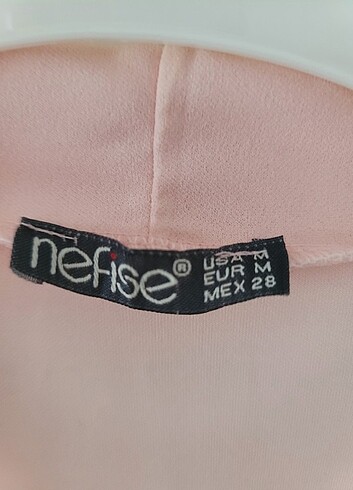 nefise®
USA M
EUR M
MEX 28